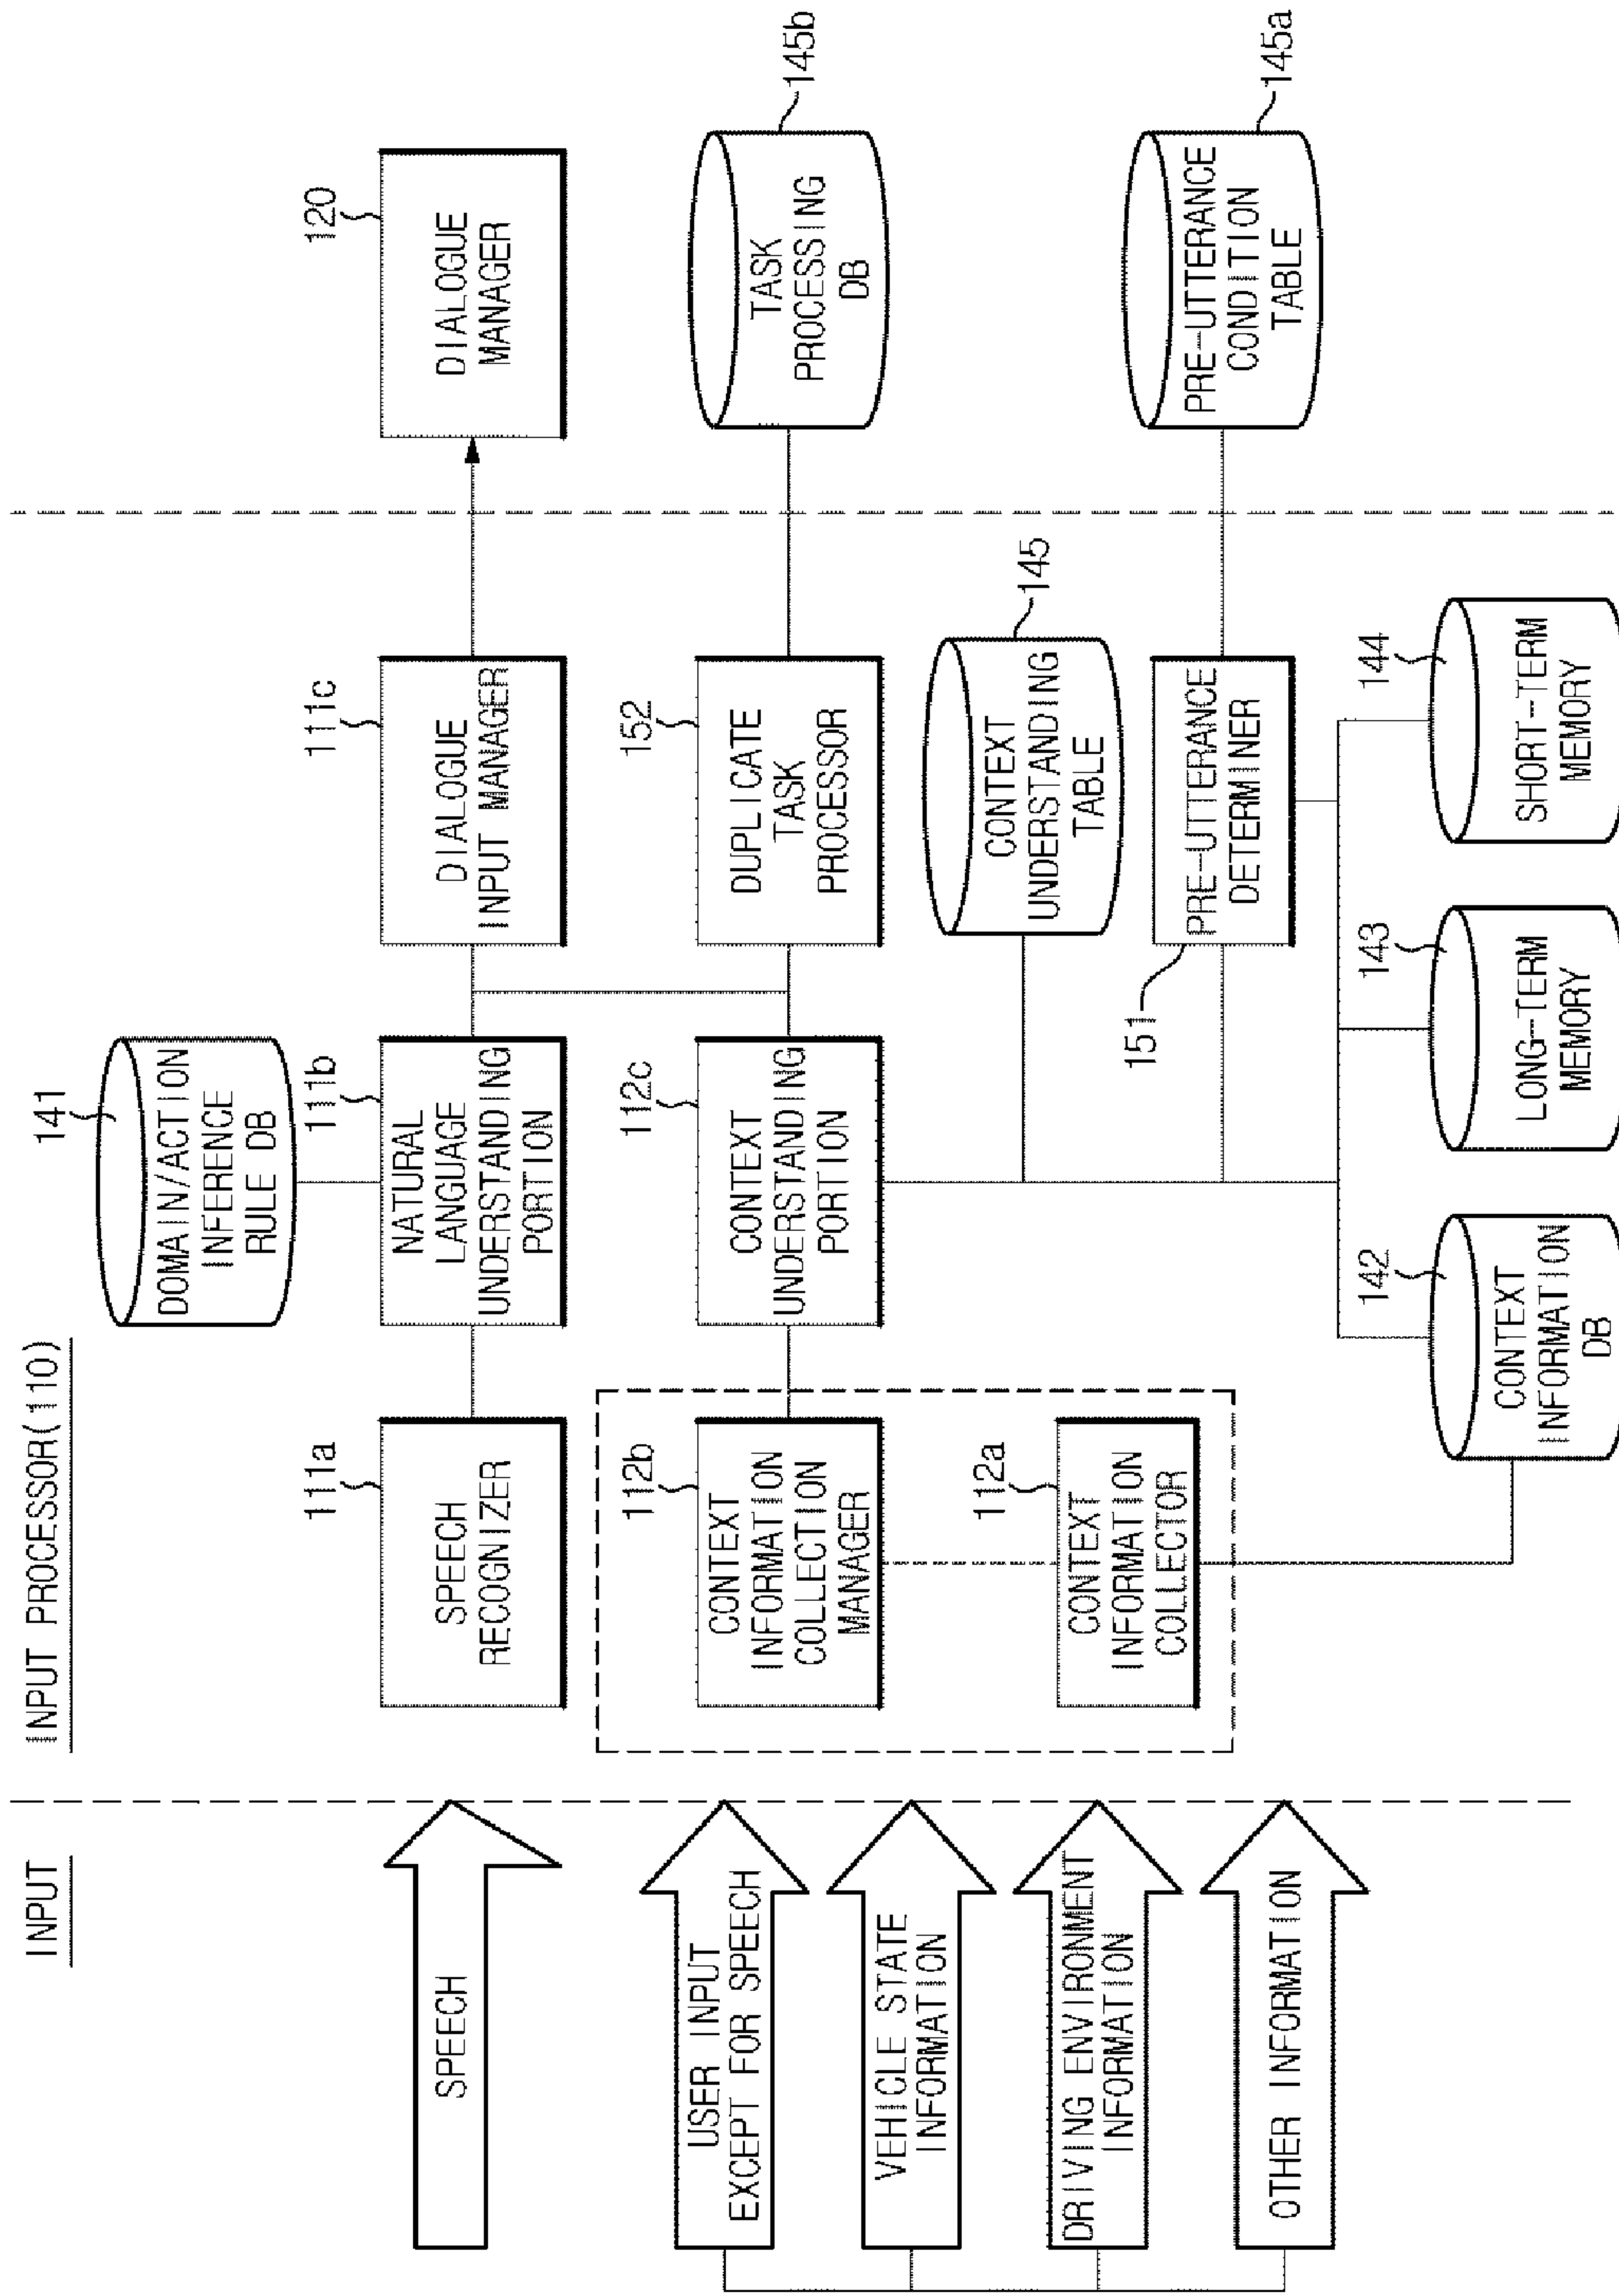 INPUT
INPUT PROCESSOR(110)
SPEECH
USER INPUT
EXCEPT FOR SPEECH
VEHICLE STATE
INFORMATION
DRIVING ENVIRONMENT
INFORMATION
OTHER INFORMATION
141
DOMAIN/ACTION
INFERENCE
RULE DB
111a
SPEECH
RECOGNIZER
111b
NATURAL
LANGUAGE
UNDERSTANDING
PORTION
111c
DIALOGUE
INPUT MANAGER
120
DIALOGUE
MANAGER
112b
CONTEXT
INFORMATION
COLLECTION
MANAGER
112c
CONTEXT
UNDERSTANDING
PORTION
152
DUPLICATE
TASK
PROCESSOR
TASK
PROCESSING
DB
145b
112a
CONTEXT
INFORMATION
COLLECTOR
145
CONTEXT
UNDERSTANDING
TABLE
151
PRE-UTTERANCE
DETERMINER
PRE-UTTERANCE
CONDITION
TABLE
145a
142
CONTEXT
INFORMATION
DB
143
LONG-TERM
MEMORY
144
SHORT-TERM
MEMORY